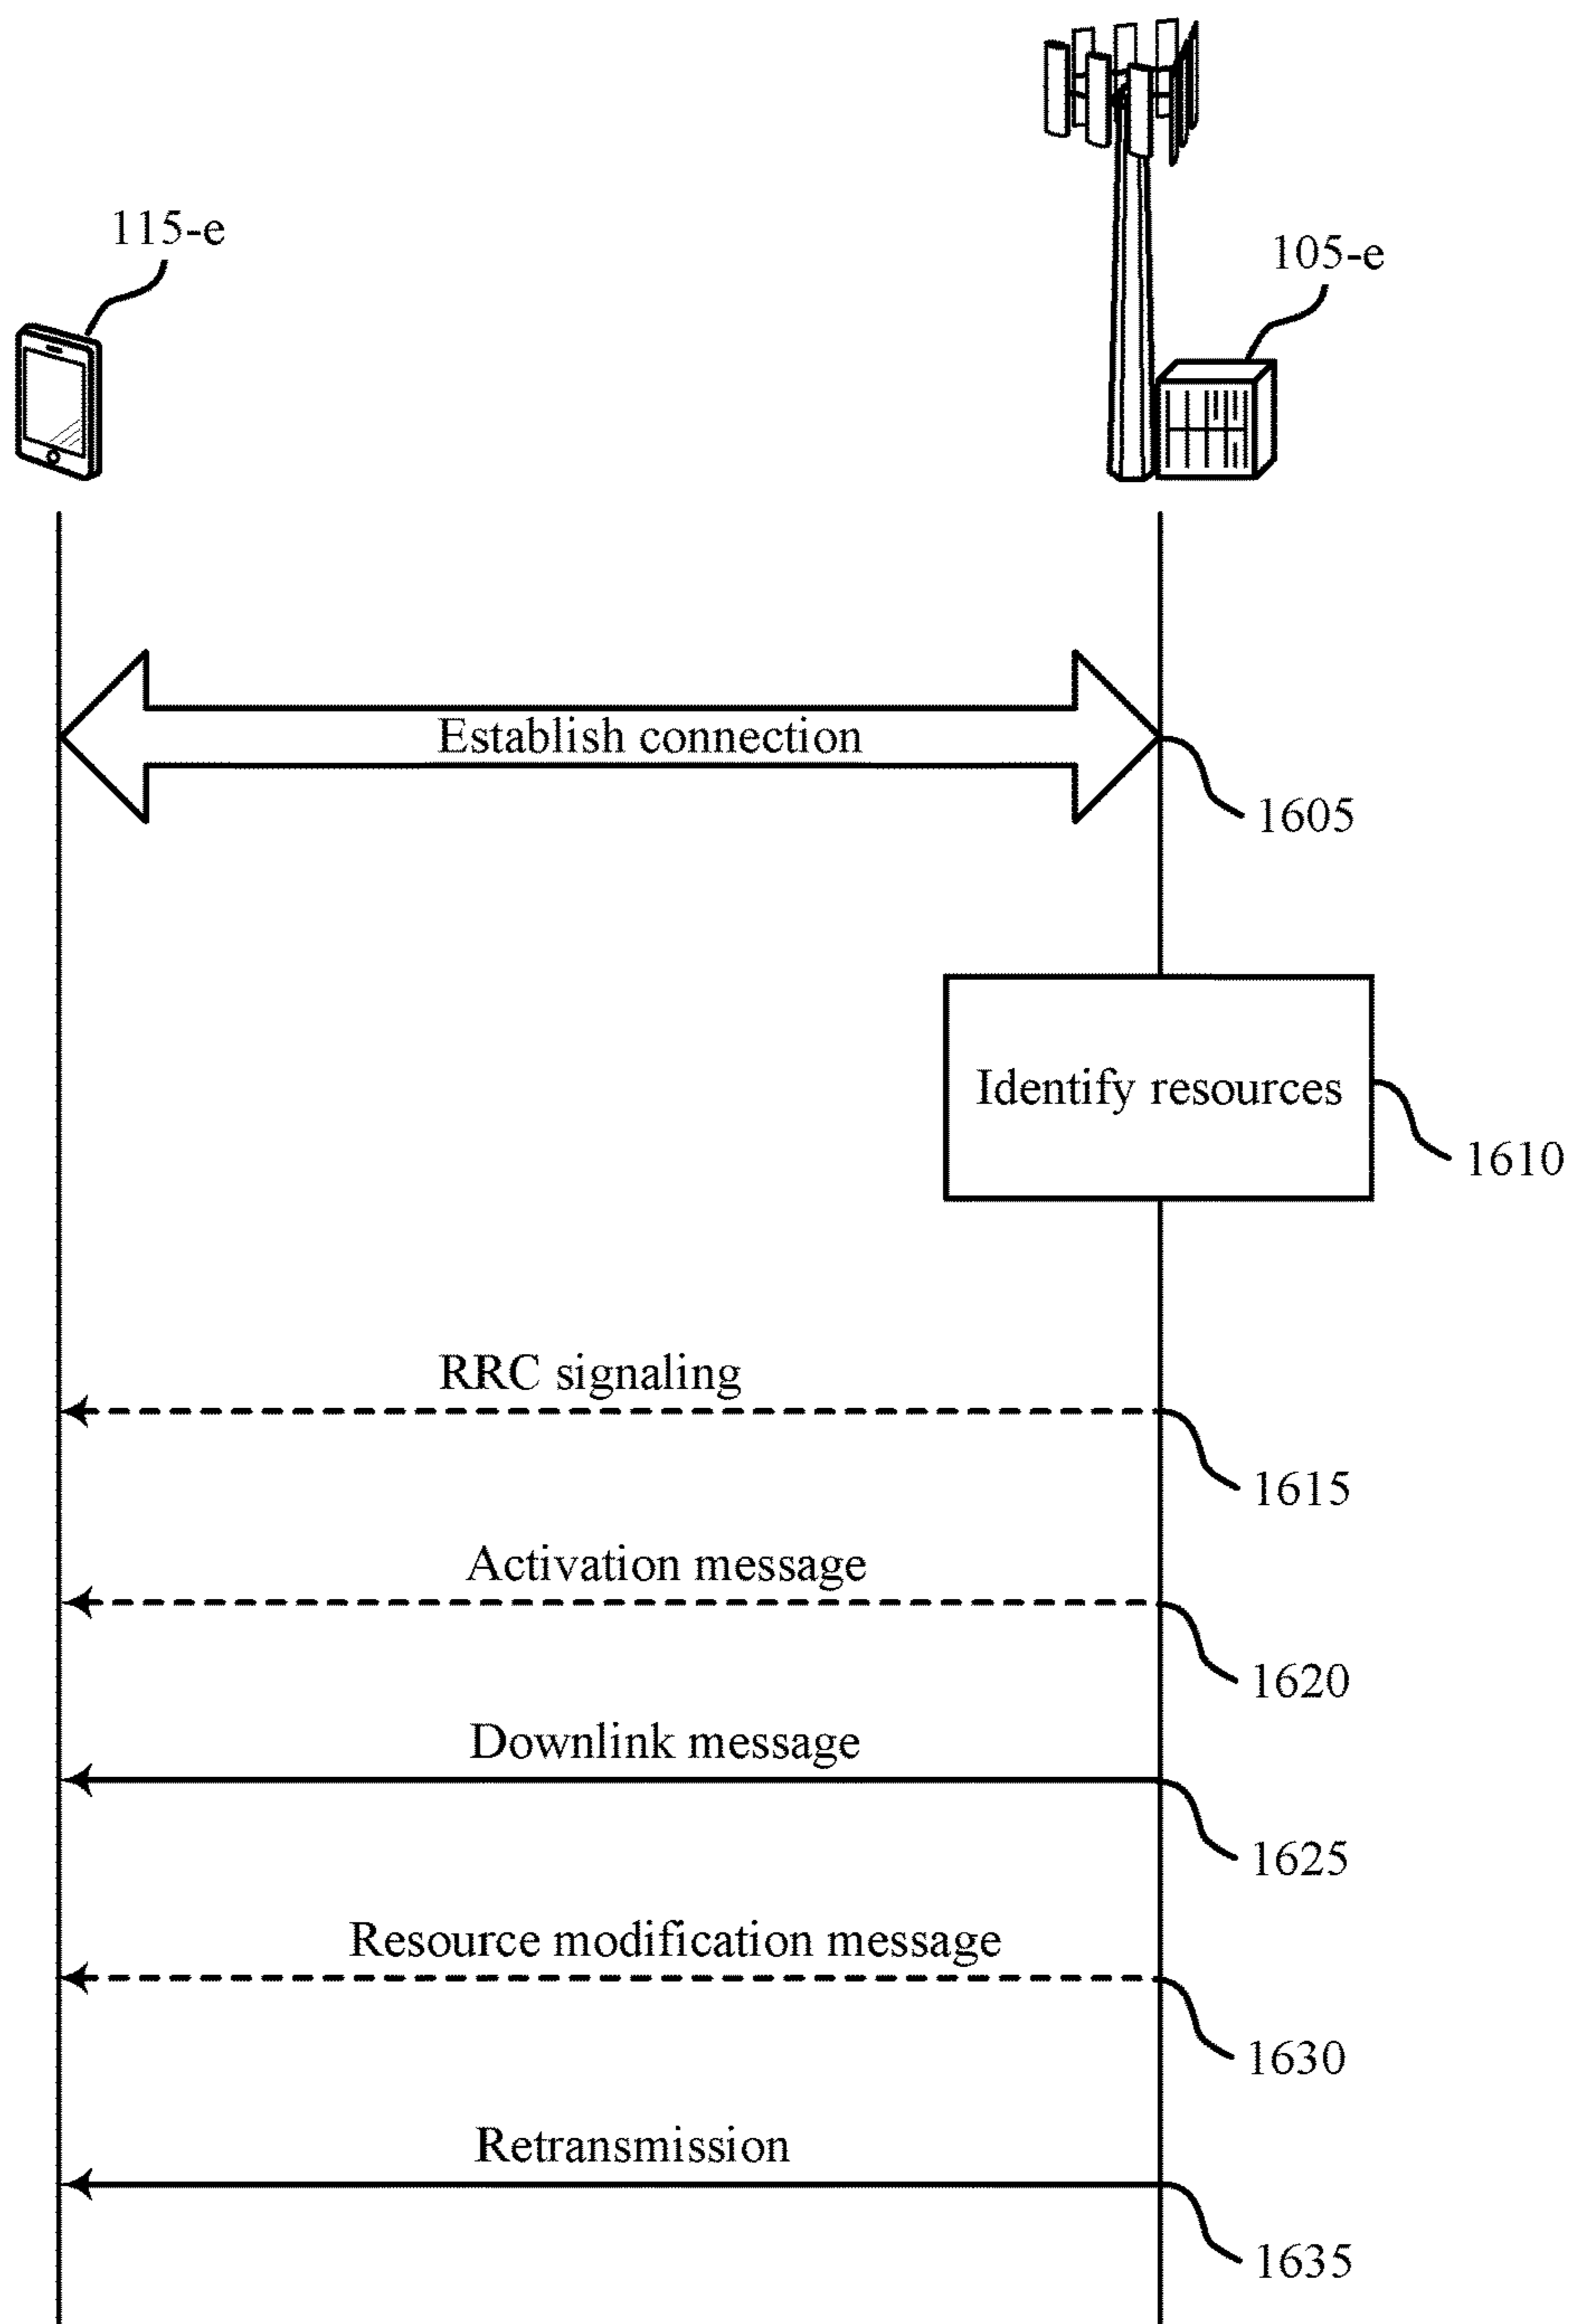 115-e
105-e
Establish connection
1605
Identify resources
1610
RRC signaling
1615
Activation message
1620
Downlink message
1625
Resource modification message
1630
Retransmission
1635